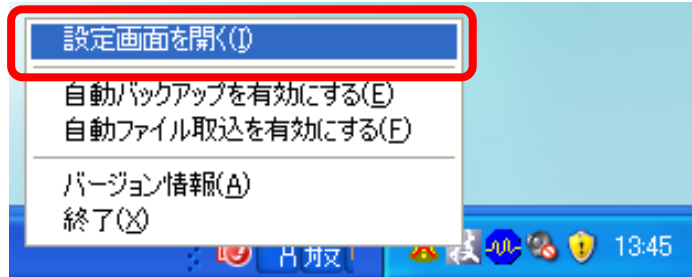 設定画面を開く(I)
自動バックアップを有効にする(E)
自動ファイル取込を有効にする(F)
バージョン情報(A)
終了(X)
A 般
13:45